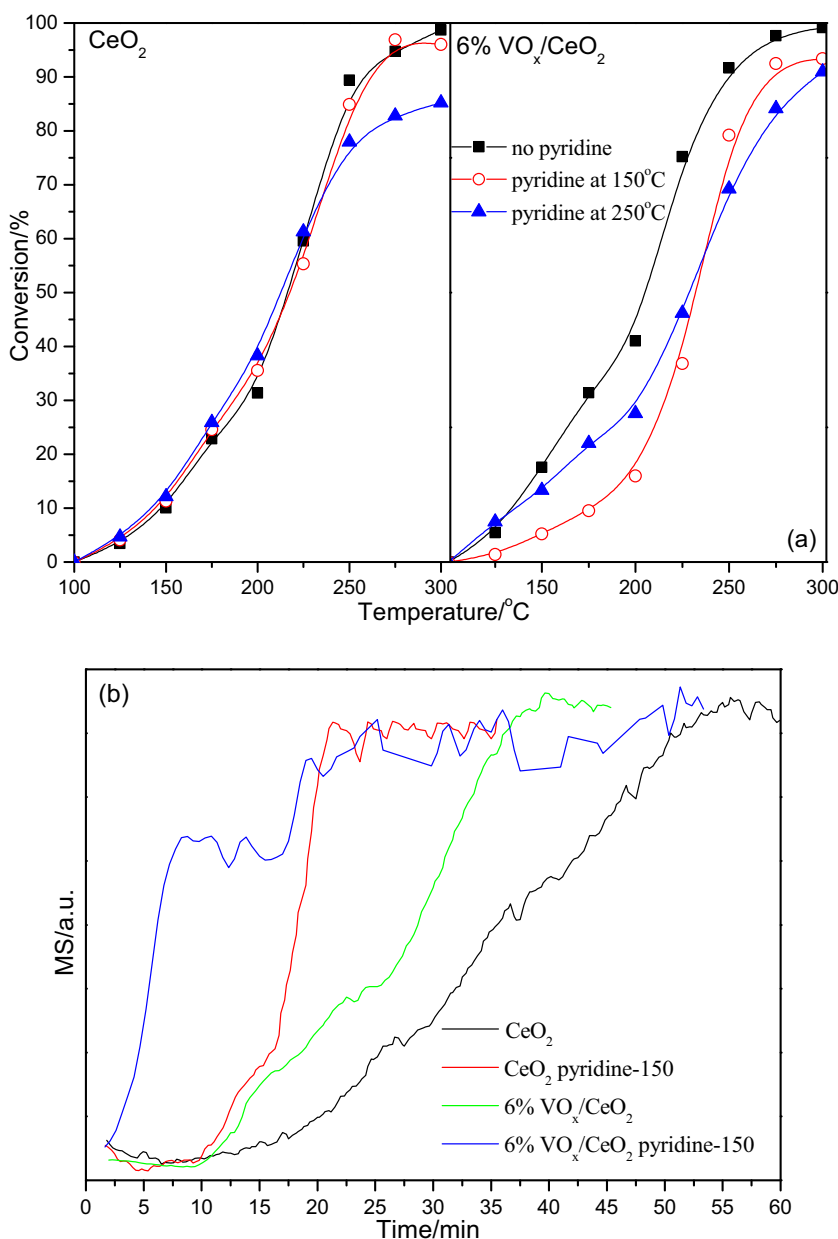 CeO2
6% VOx/CeO2
100
90
80
70
60
50
40
30
20
10
0
Conversion/%
no pyridine
pyridine at 150°C
pyridine at 250°C
(a)
100 150 200 250 300 150 200 250 300
Temperature/°C
(b)
MS/a.u.
CeO2
CeO2 pyridine-150
6% VOx/CeO2
6% VOx/CeO2 pyridine-150
0 5 10 15 20 25 30 35 40 45 50 55 60
Time/min